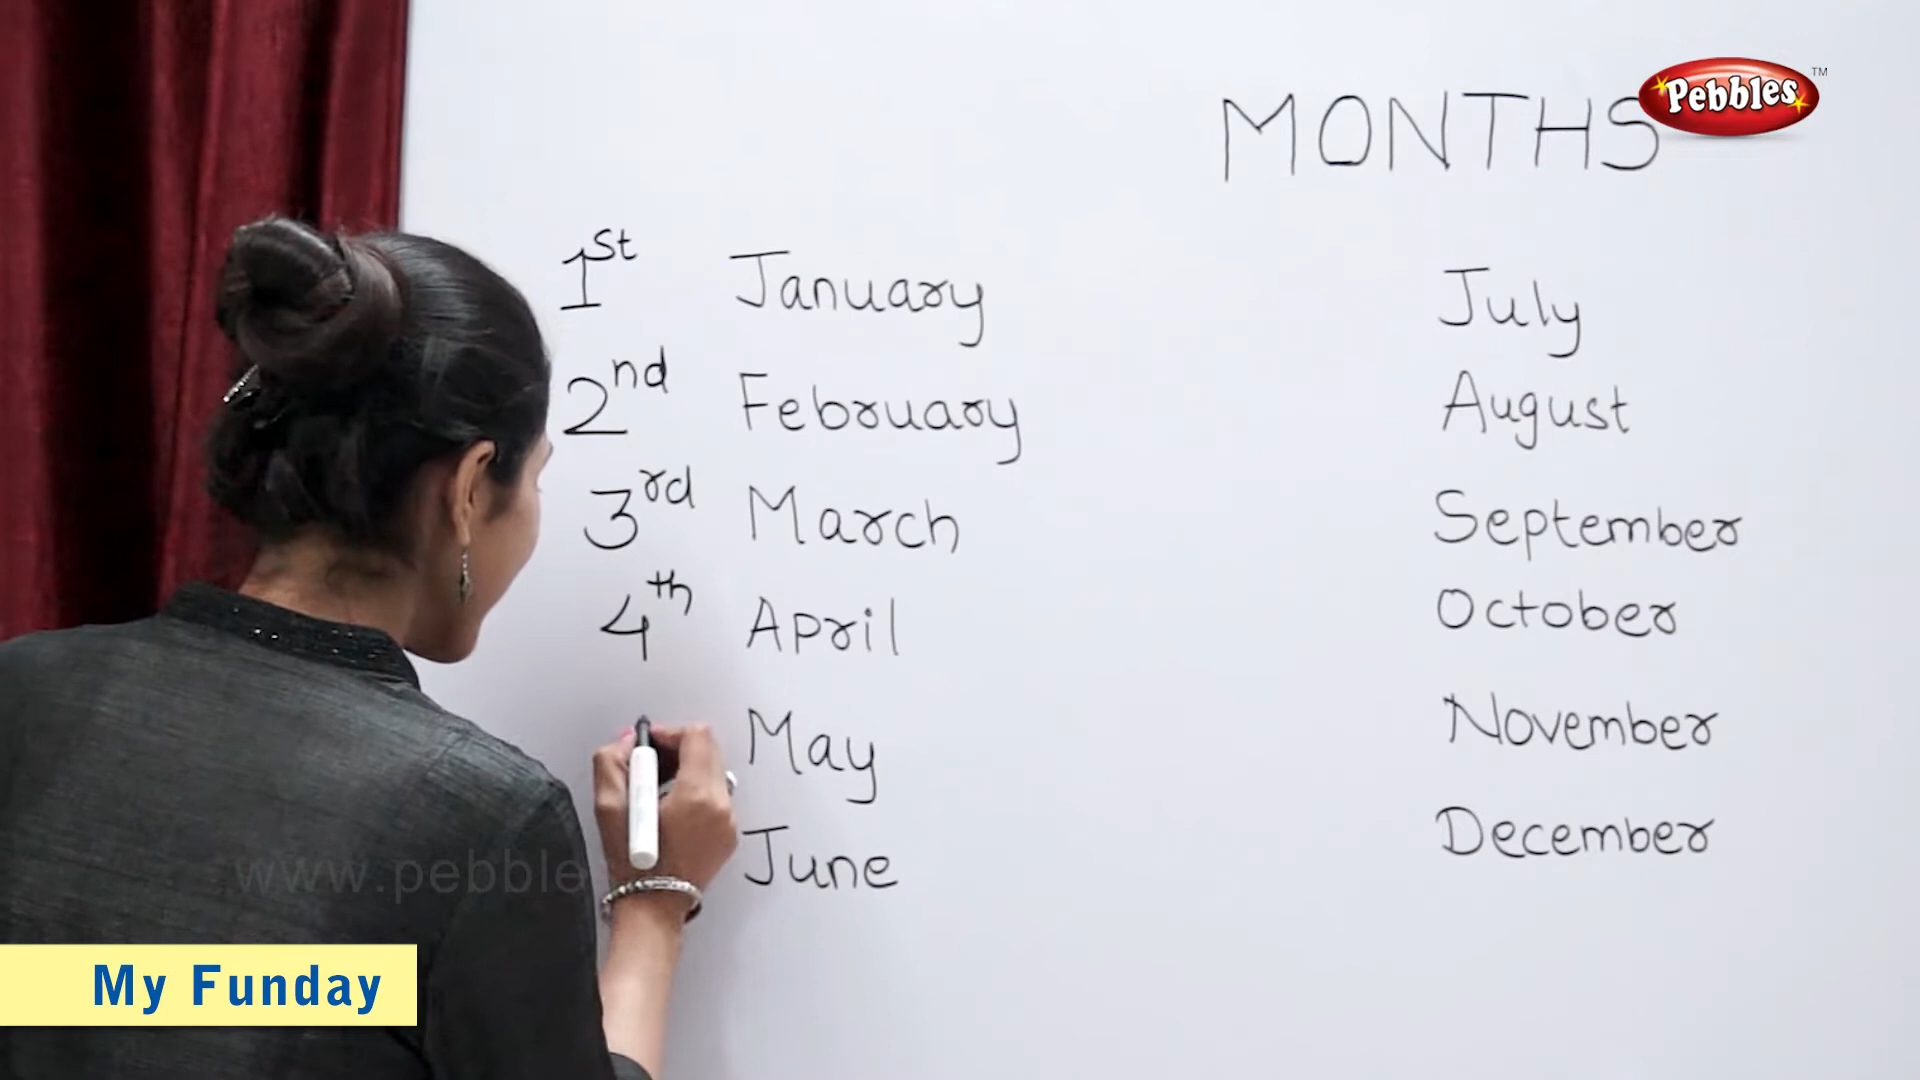 Pebbles™
MONTHS
1st January
2nd February
3rd March
4th April
May
June
July
August
September
October
November
December
www.pebble
My Funday